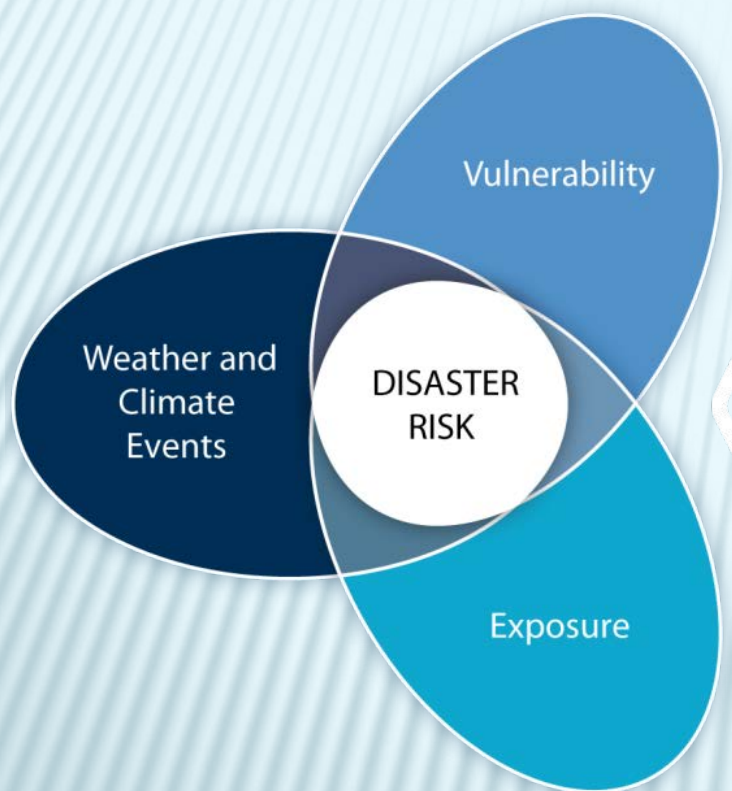 Vulnerability
Weather and
Climate
Events
DISASTER
RISK
Exposure